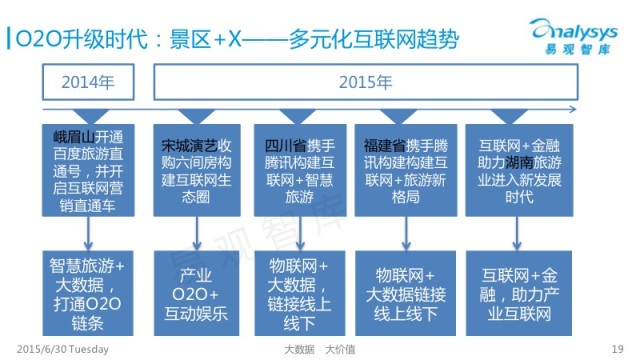 O2O升级时代：景区+X——多元化互联网趋势
analysys
易观智库
2014年
2015年
峨眉山开通
百度旅游直
通号，并开
启互联网营
销直通车
宋城演艺收
购六间房构
建互联网生
态圈
四川省携手
腾讯构建互
联网+智慧
旅游
福建省携手腾
讯构建构建互
联网+旅游新
格局
互联网+金融
助力湖南旅游
业进入新发展
时代
易观智库
智慧旅游+
大数据，
打通O2O
链条
产业
O2O+
互动娱乐
物联网+
大数据，
链接线上
线下
物联网+
大数据链接
线上线下
互联网+金
融，助力产
业互联网
2015/6/30 Tuesday
大数据 大价值
19